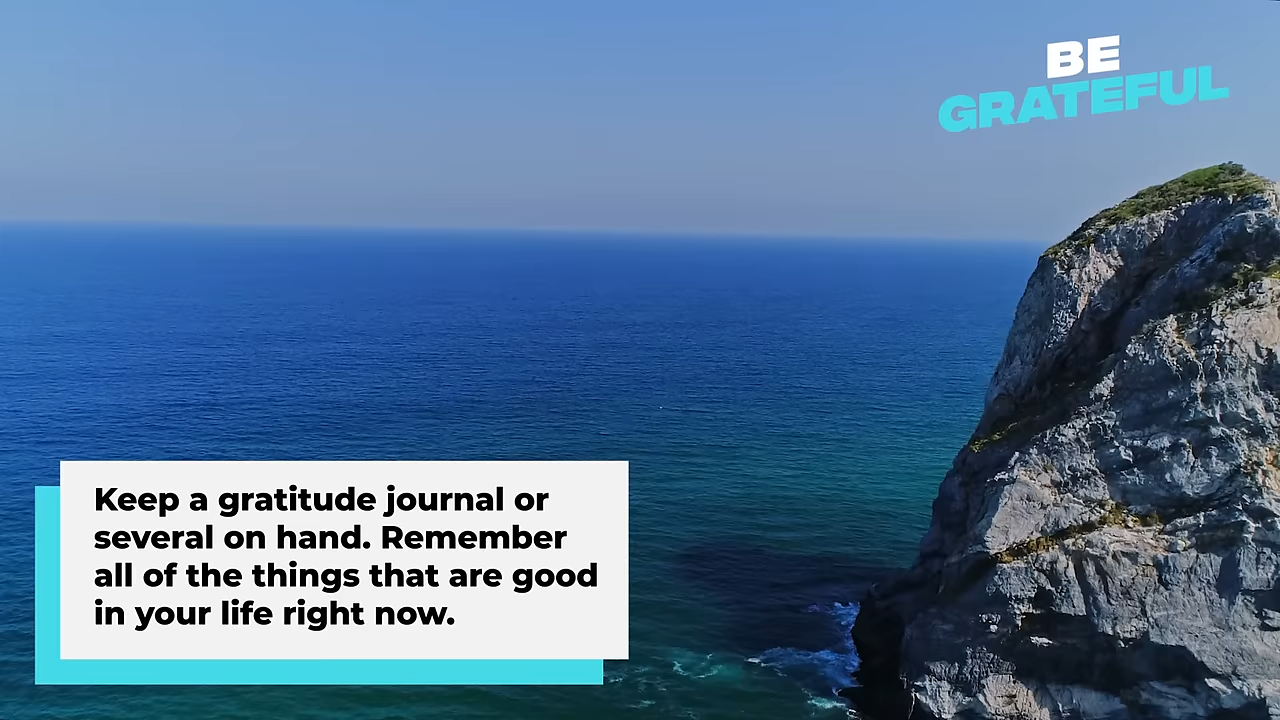 BE
GRATEFUL
Keep a gratitude journal or
several on hand. Remember
all of the things that are good
in your life right now.